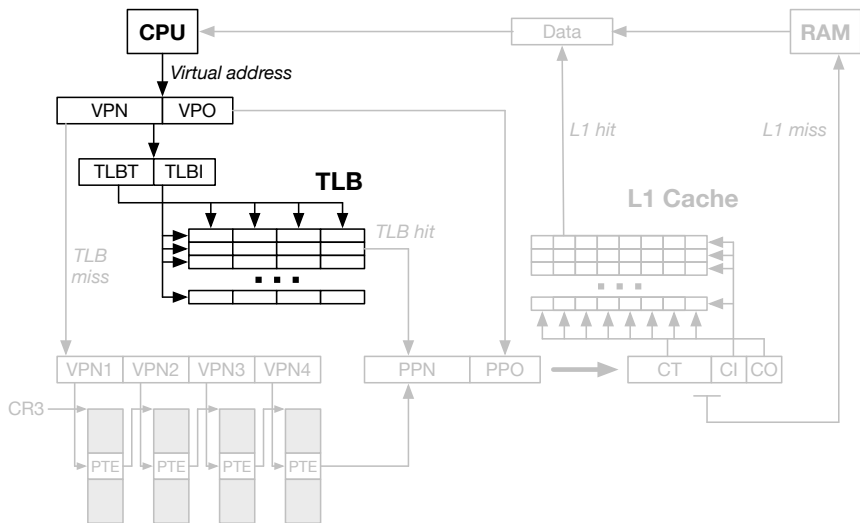 CPU
Data
RAM
Virtual address
VPN VPO
L1 hit
L1 miss
TLBT TLBI
TLB
L1 Cache
TLB hit
TLB
miss
VPN1 VPN2 VPN3 VPN4
PPN PPO
CT CI CO
CR3
PTE PTE PTE PTE